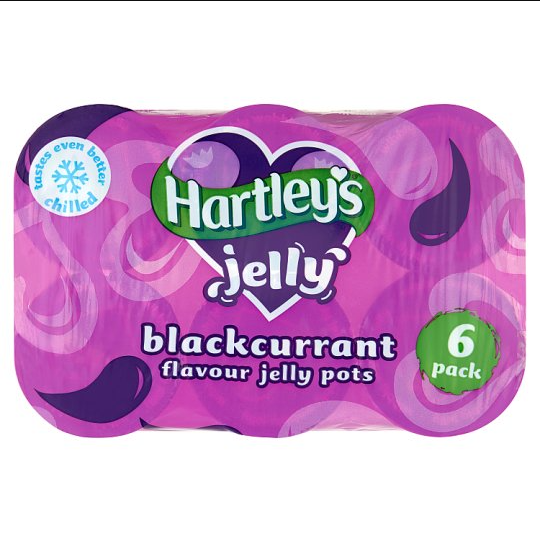 tastes even better
chilled
Hartley's
jelly
blackcurrant
flavour jelly pots
6
pack